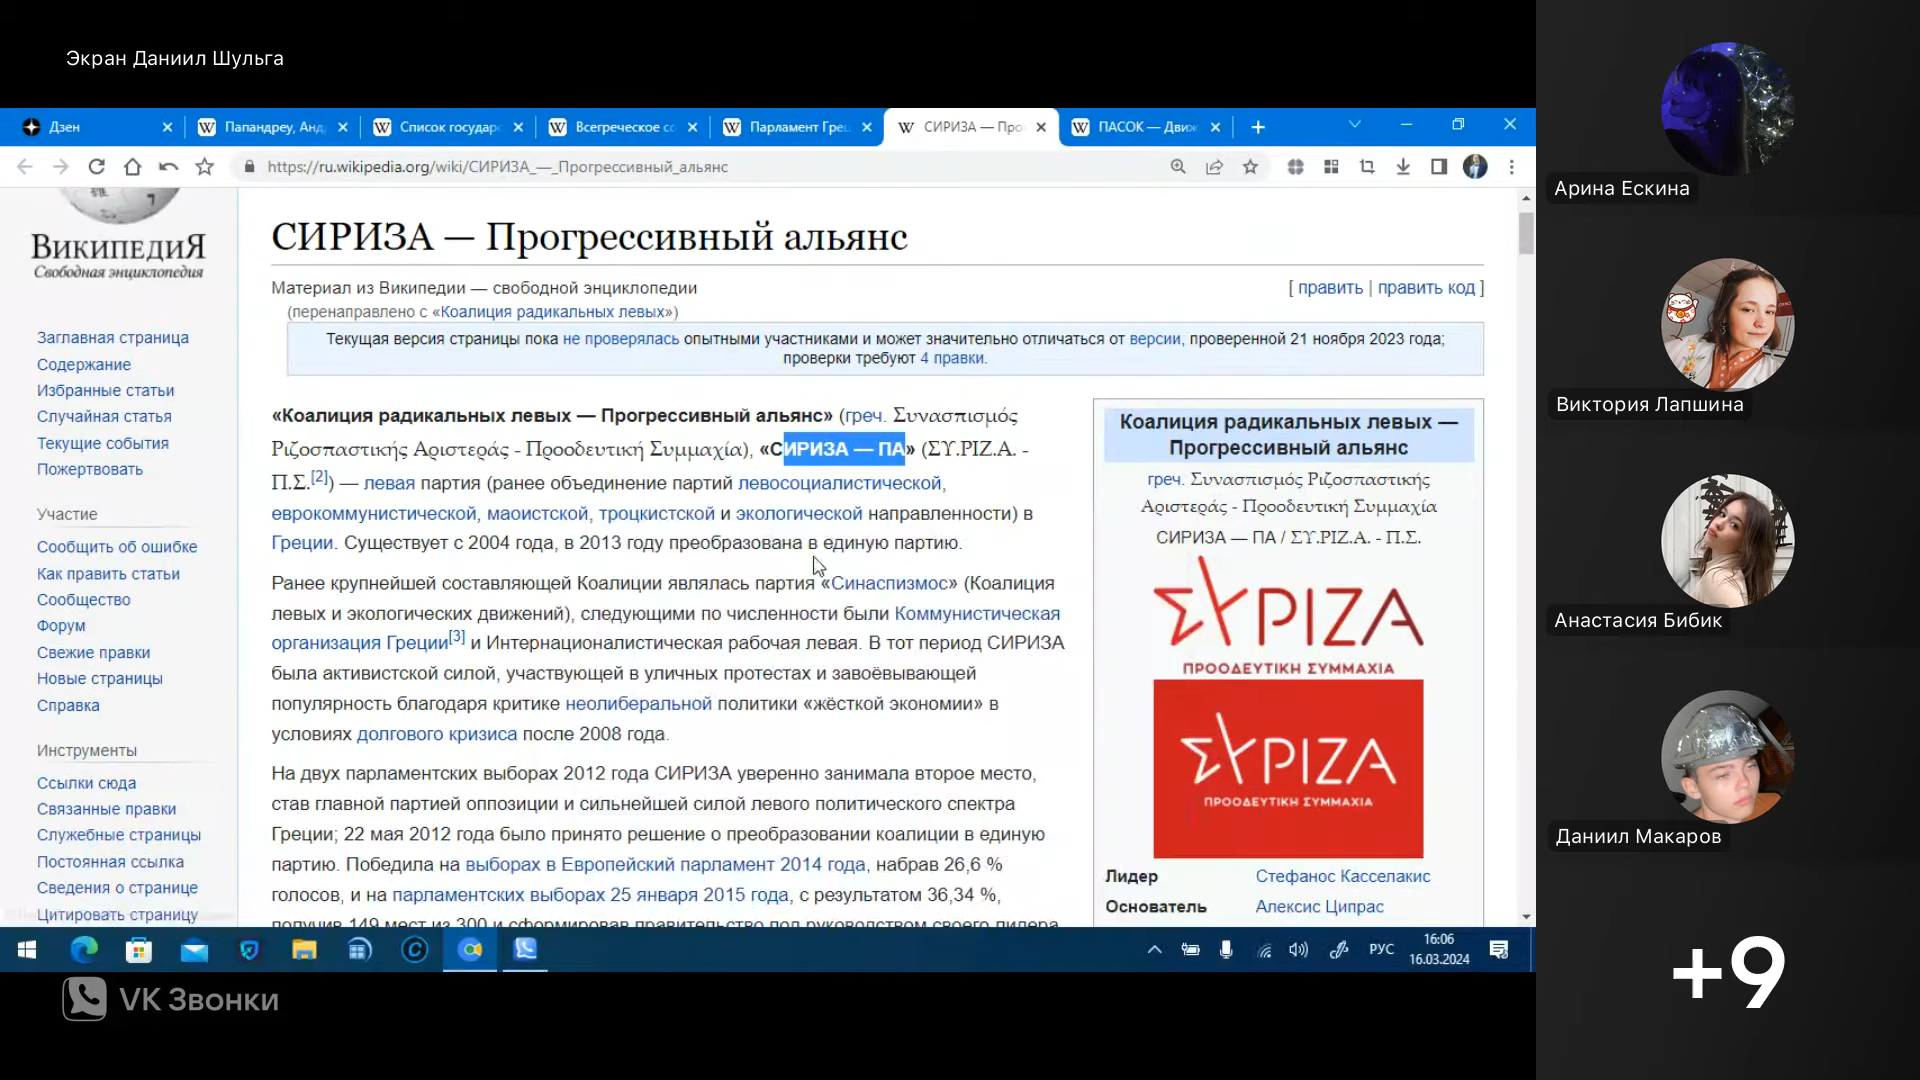 Экран Даниил Шульга
Дзен
Папандреу, Анд
Список государс
Всегреческое со
Парламент Грец
СИРИЗА — Про
ПАСОК — Движ
https://ru.wikipedia.org/wiki/СИРИЗА_—_Прогрессивный_альянс
ВикипедиЯ
Свободная энциклопедия
Заглавная страница
Содержание
Избранные статьи
Случайная статья
Текущие события
Пожертвовать
Участие
Сообщить об ошибке
Как править статьи
Сообщество
Форум
Свежие правки
Новые страницы
Справка
Инструменты
Ссылки сюда
Связанные правки
Служебные страницы
Постоянная ссылка
Сведения о странице
Цитировать страницу
СИРИЗА — Прогрессивный альянс
Материал из Википедии — свободной энциклопедии
[ править | править код ]
(перенаправлено с «Коалиция радикальных левых»)
Текущая версия страницы пока не проверялась опытными участниками и может значительно отличаться от версии, проверенной 21 ноября 2023 года;
проверки требуют 4 правки.
«Коалиция радикальных левых — Прогрессивный альянс» (греч. Συνασπισμός
Ριζοσπαστικής Αριστεράς - Προοδευτική Συμμαχία), «СИРИЗА — ПА» (ΣΥ.ΡΙΖ.Α. -
Π.Σ.[2]) — левая партия (ранее объединение партий левосоциалистической,
еврокоммунистической, маоистской, троцкистской и экологической направленности) в
Греции. Существует с 2004 года, в 2013 году преобразована в единую партию.
Ранее крупнейшей составляющей Коалиции являлась партия «Синаспизмос» (Коалиция
левых и экологических движений), следующими по численности были Коммунистическая
организация Греции[3] и Интернационалистическая рабочая левая. В тот период СИРИЗА
была активистской силой, участвующей в уличных протестах и завоёвывающей
популярность благодаря критике неолиберальной политики «жёсткой экономии» в
условиях долгового кризиса после 2008 года.
На двух парламентских выборах 2012 года СИРИЗА уверенно занимала второе место,
став главной партией оппозиции и сильнейшей силой левого политического спектра
Греции; 22 мая 2012 года было принято решение о преобразовании коалиции в единую
партию. Победила на выборах в Европейский парламент 2014 года, набрав 26,6 %
голосов, и на парламентских выборах 25 января 2015 года, с результатом 36,34 %,
получив 149 мест из 300 и сформировав правительство под руководством своего лидера
Коалиция радикальных левых —
Прогрессивный альянс
греч. Συνασπισμός Ριζοσπαστικής
Αριστεράς - Προοδευτική Συμμαχία
СИРИЗА — ПА / ΣΥ.ΡΙΖ.Α. - Π.Σ.
ΣΥΡΙΖΑ
ΠΡΟΟΔΕΥΤΙΚΗ ΣΥΜΜΑΧΙΑ
ΣΥΡΙΖΑ
ΠΡΟΟΔΕΥΤΙΚΗ ΣΥΜΜΑΧΙΑ
Лидер Стефанос Касселакис
Основатель Алексис Ципрас
РУС
16:06
16.03.2024
VK Звонки
Арина Ескина
Виктория Лапшина
Анастасия Бибик
Даниил Макаров
+9